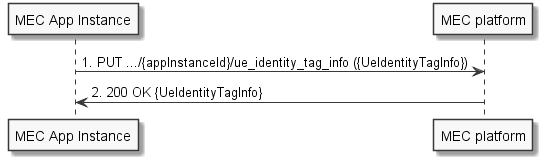 MEC App Instance
MEC platform
1. PUT .../{appInstanceId}/ue_identity_tag_info ({UeIdentityTagInfo})
2. 200 OK {UeIdentityTagInfo}
MEC App Instance
MEC platform